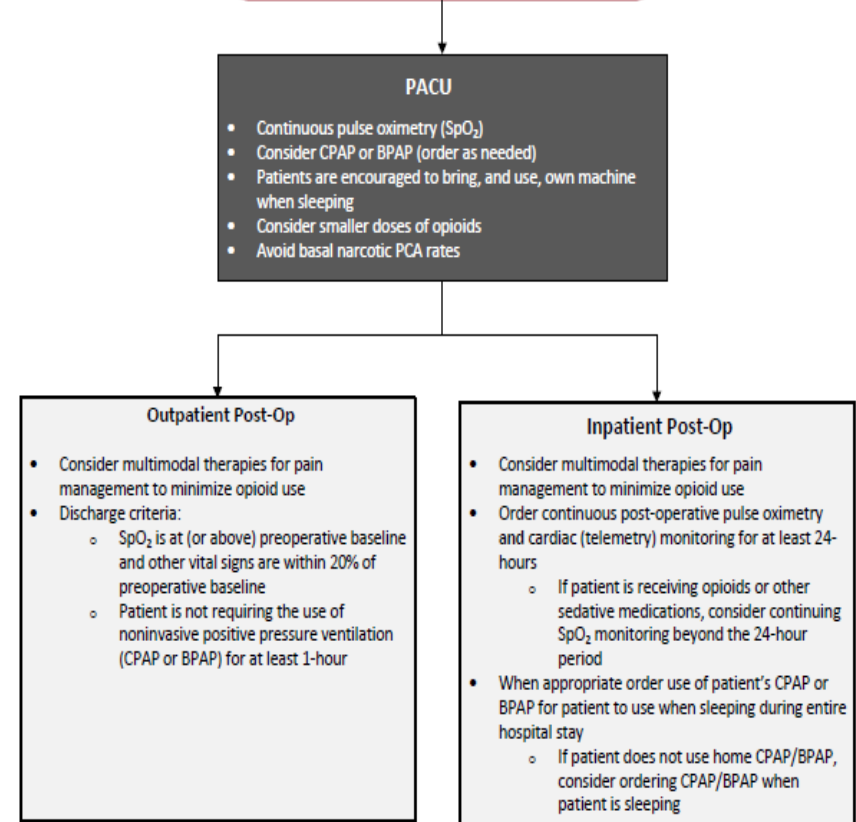 PACU
• Continuous pulse oximetry (SpO₂)
• Consider CPAP or BPAP (order as needed)
• Patients are encouraged to bring, and use, own machine
when sleeping
• Consider smaller doses of opioids
• Avoid basal narcotic PCA rates
Outpatient Post-Op
• Consider multimodal therapies for pain
management to minimize opioid use
• Discharge criteria:
o SpO₂ is at (or above) preoperative baseline
and other vital signs are within 20% of
preoperative baseline
o Patient is not requiring the use of
noninvasive positive pressure ventilation
(CPAP or BPAP) for at least 1-hour
Inpatient Post-Op
• Consider multimodal therapies for pain
management to minimize opioid use
• Order continuous post-operative pulse oximetry
and cardiac (telemetry) monitoring for at least 24-
hours
o If patient is receiving opioids or other
sedative medications, consider continuing
SpO₂ monitoring beyond the 24-hour
period
• When appropriate order use of patient's CPAP or
BPAP for patient to use when sleeping during entire
hospital stay
o If patient does not use home CPAP/BPAP,
consider ordering CPAP/BPAP when
patient is sleeping